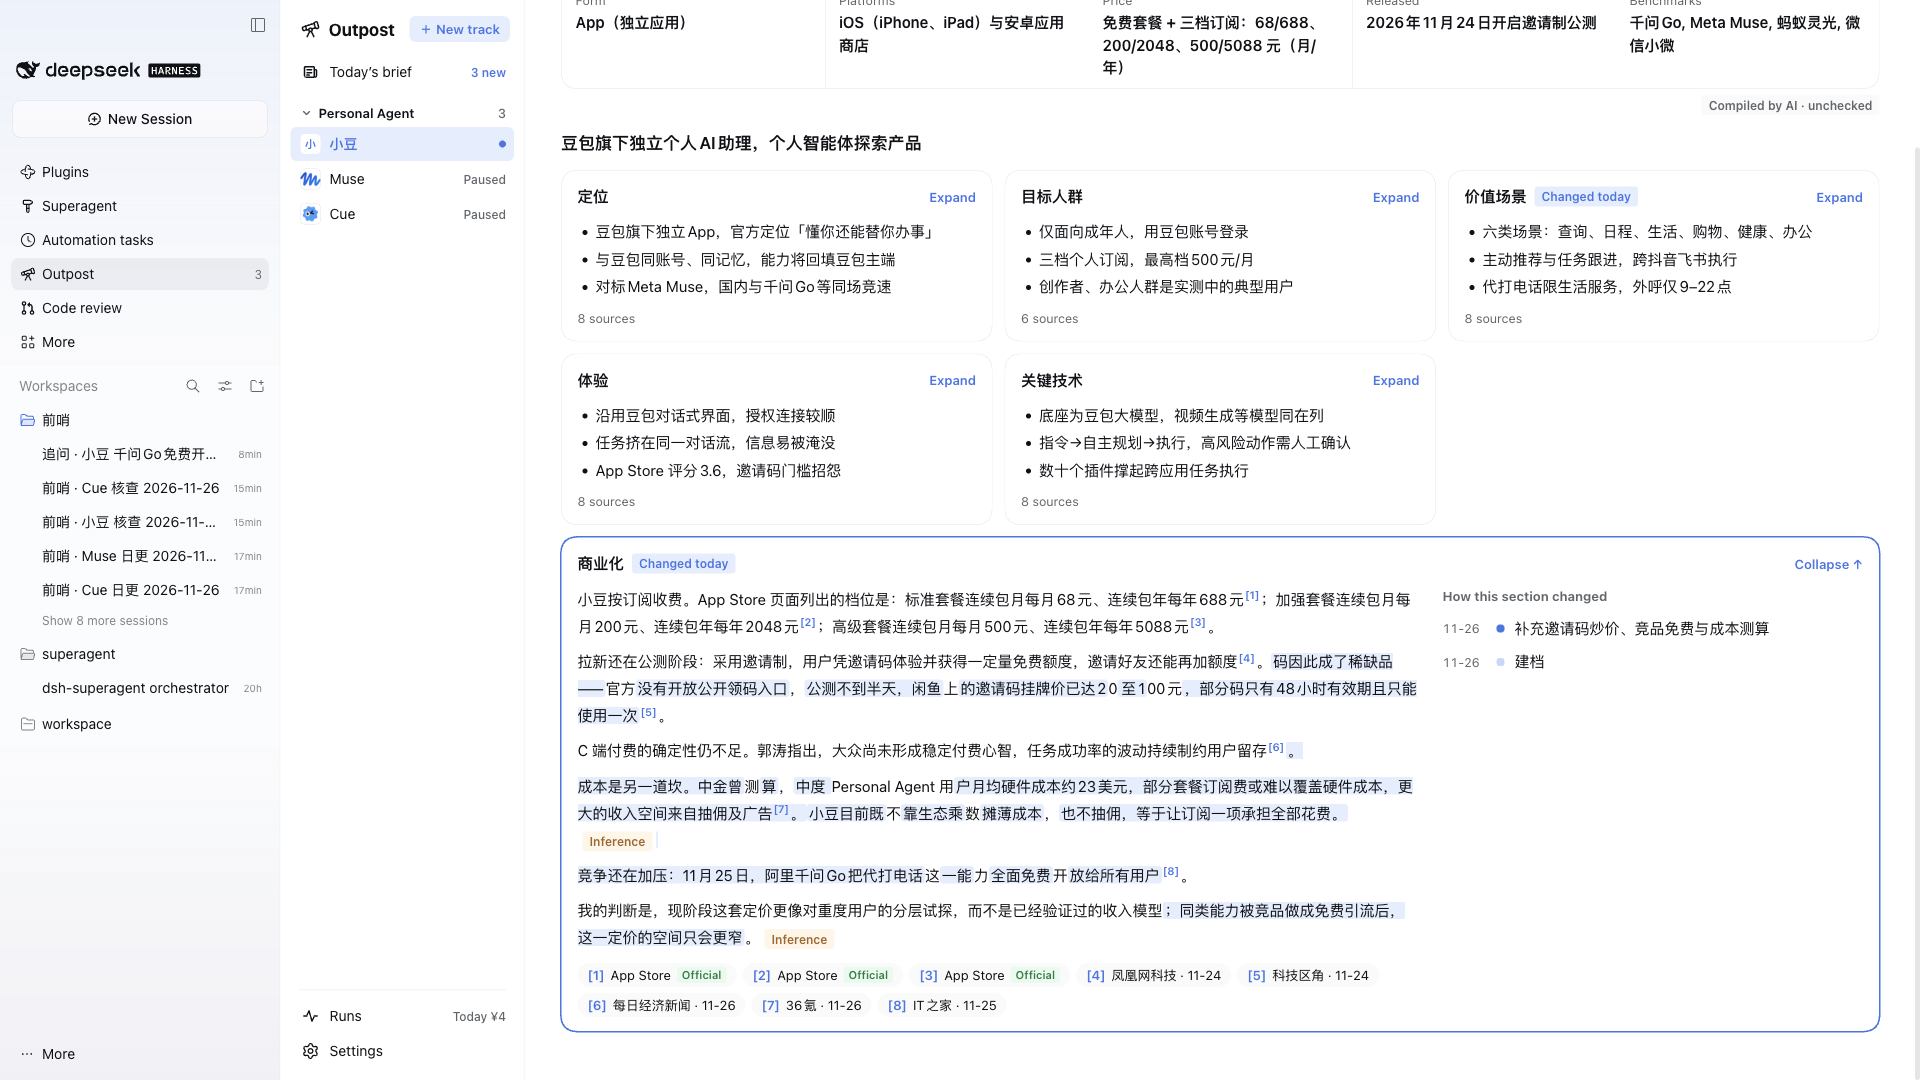 deepseek HARNESS
New Session
Plugins
Superagent
Automation tasks
Outpost 3
Code review
More
Workspaces
前哨
追问 · 小豆 千问Go免费开... 8min
前哨 · Cue 核查 2026-11-26 15min
前哨 · 小豆 核查 2026-11-... 15min
前哨 · Muse 日更 2026-11... 17min
前哨 · Cue 日更 2026-11-26 17min
Show 8 more sessions
superagent
dsh-superagent orchestrator 20h
workspace
More
Outpost
+ New track
Today's brief 3 new
Personal Agent 3
小 小豆
Muse Paused
Cue Paused
Runs Today ¥4
Settings
Form
App（独立应用）
Platforms
iOS（iPhone、iPad）与安卓应用
商店
Price
免费套餐 + 三档订阅：68/688、
200/2048、500/5088 元（月/
年）
Released
2026年11月24日开启邀请制公测
Benchmarks
千问Go, Meta Muse, 蚂蚁灵光, 微
信小微
Compiled by AI · unchecked
豆包旗下独立个人AI助理，个人智能体探索产品
定位 Expand
• 豆包旗下独立App，官方定位「懂你还能替你办事」
• 与豆包同账号、同记忆，能力将回填豆包主端
• 对标Meta Muse，国内与千问Go等同场竞速
8 sources
目标人群 Expand
• 仅面向成年人，用豆包账号登录
• 三档个人订阅，最高档500元/月
• 创作者、办公人群是实测中的典型用户
6 sources
价值场景 Changed today Expand
• 六类场景：查询、日程、生活、购物、健康、办公
• 主动推荐与任务跟进，跨抖音飞书执行
• 代打电话限生活服务，外呼仅9–22点
8 sources
体验 Expand
• 沿用豆包对话式界面，授权连接较顺
• 任务挤在同一对话流，信息易被淹没
• App Store 评分3.6，邀请码门槛招怨
8 sources
关键技术 Expand
• 底座为豆包大模型，视频生成等模型同在列
• 指令→自主规划→执行，高风险动作需人工确认
• 数十个插件撑起跨应用任务执行
8 sources
商业化 Changed today Collapse ↑
小豆按订阅收费。App Store 页面列出的档位是：标准套餐连续包月每月68元、连续包年每年688元[1]；加强套餐连续包月每
月200元、连续包年每年2048元[2]；高级套餐连续包月每月500元、连续包年每年5088元[3]。
拉新还在公测阶段：采用邀请制，用户凭邀请码体验并获得一定量免费额度，邀请好友还能再加额度[4]。码因此成了稀缺品
——官方没有开放公开领码入口，公测不到半天，闲鱼上的邀请码挂牌价已达20至100元，部分码只有48小时有效期且只能
使用一次[5]。
C 端付费的确定性仍不足。郭涛指出，大众尚未形成稳定付费心智，任务成功率的波动持续制约用户留存[6]。
成本是另一道坎。中金曾测算，中度 Personal Agent 用户月均硬件成本约23美元，部分套餐订阅费或难以覆盖硬件成本，更
大的收入空间来自抽佣及广告[7]。小豆目前既不靠生态乘数摊薄成本，也不抽佣，等于让订阅一项承担全部花费。
Inference
竞争还在加压：11月25日，阿里千问Go把代打电话这一能力全面免费开放给所有用户[8]。
我的判断是，现阶段这套定价更像对重度用户的分层试探，而不是已经验证过的收入模型；同类能力被竞品做成免费引流后，
这一定价的空间只会更窄。 Inference
[1] App Store Official [2] App Store Official [3] App Store Official [4] 凤凰网科技 · 11-24 [5] 科技区角 · 11-24
[6] 每日经济新闻 · 11-26 [7] 36氪 · 11-26 [8] IT之家 · 11-25
How this section changed
11-26 补充邀请码炒价、竞品免费与成本测算
11-26 建档